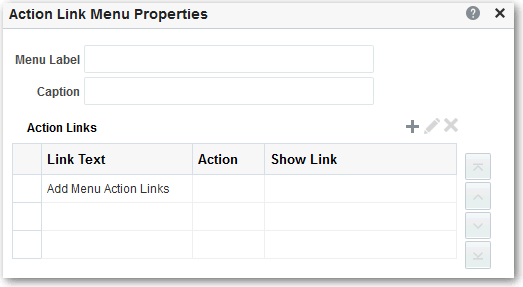 Action Link Menu Properties
Menu Label
Caption
Action Links
Link Text Action Show Link
Add Menu Action Links